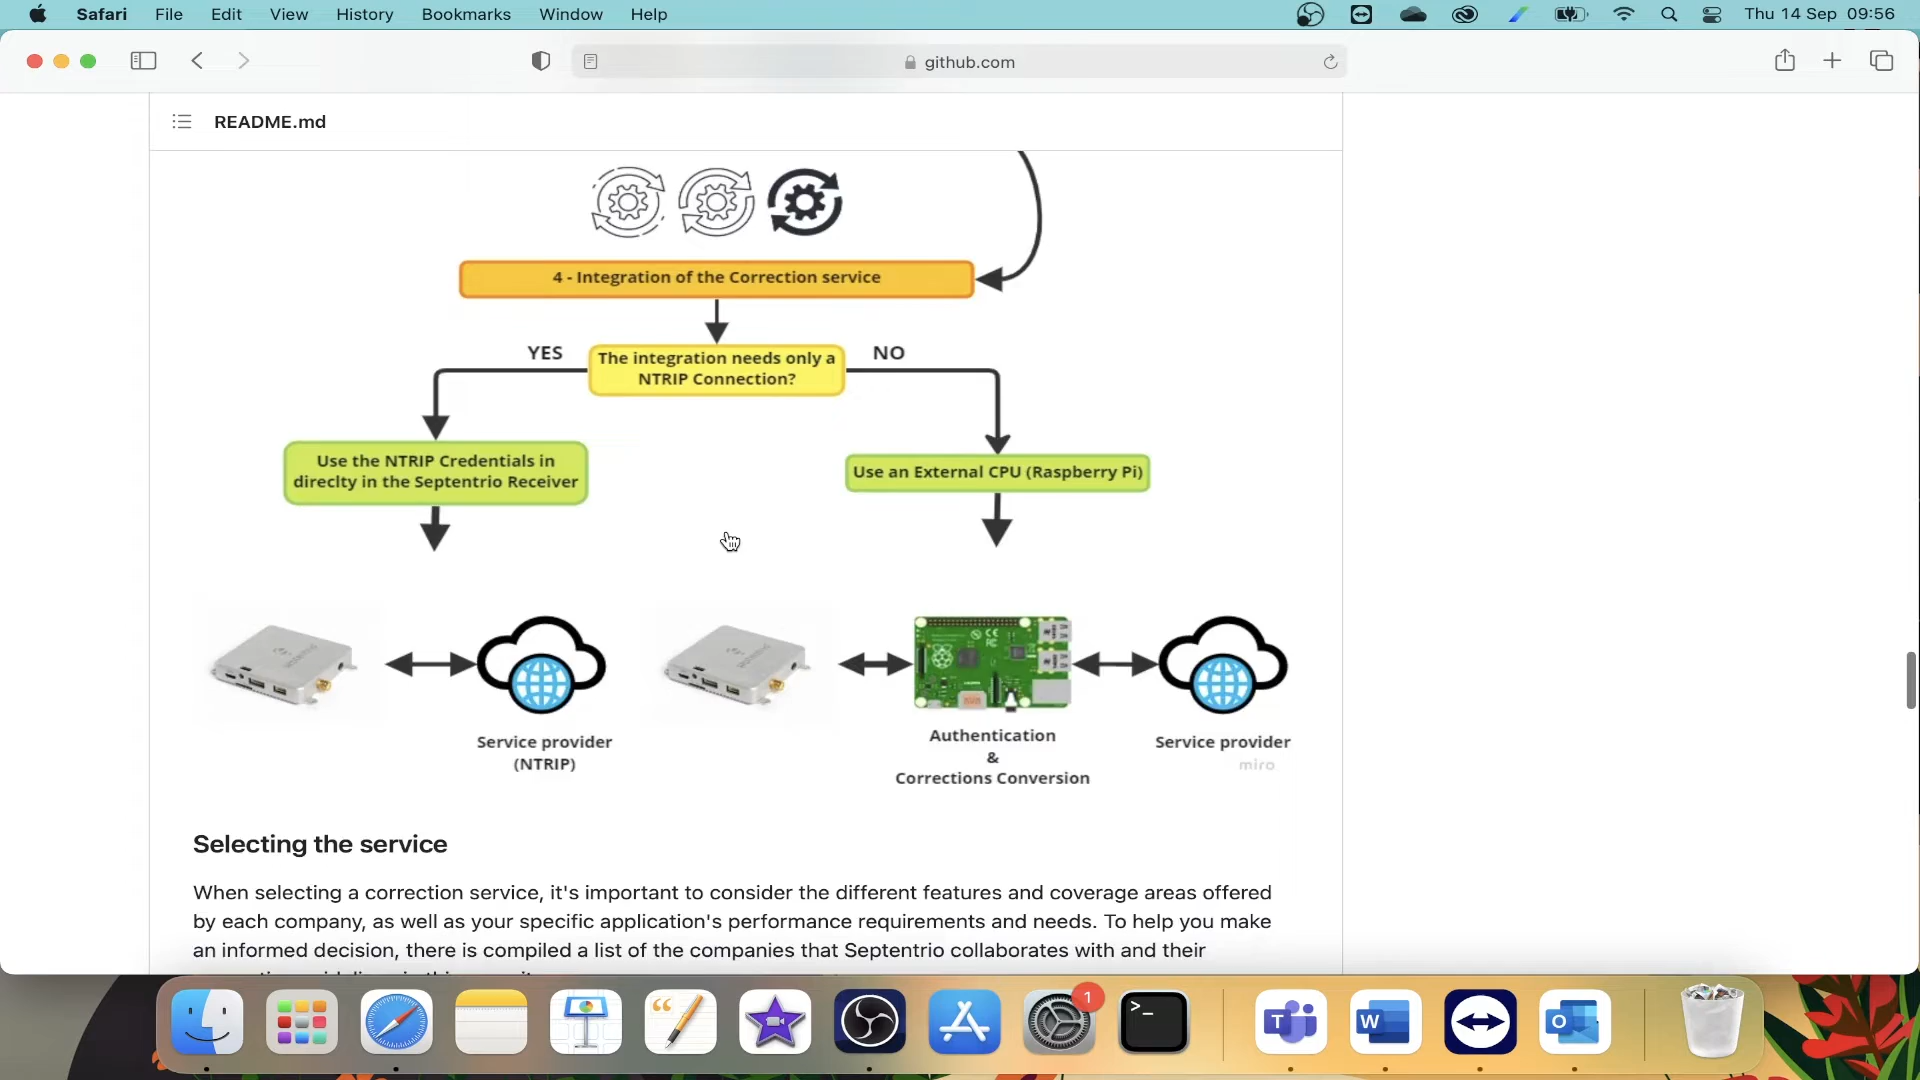 Safari File Edit View History Bookmarks Window Help Thu 14 Sep 09:56
github.com
README.md
4 - Integration of the Correction service
YES
The integration needs only a
NTRIP Connection?
NO
Use the NTRIP Credentials in
direclty in the Septentrio Receiver
Use an External CPU (Raspberry Pi)
Service provider
(NTRIP)
Authentication
&
Corrections Conversion
Service provider
miro
Selecting the service
When selecting a correction service, it's important to consider the different features and coverage areas offered
by each company, as well as your specific application's performance requirements and needs. To help you make
an informed decision, there is compiled a list of the companies that Septentrio collaborates with and their
1
>_
T
W
O